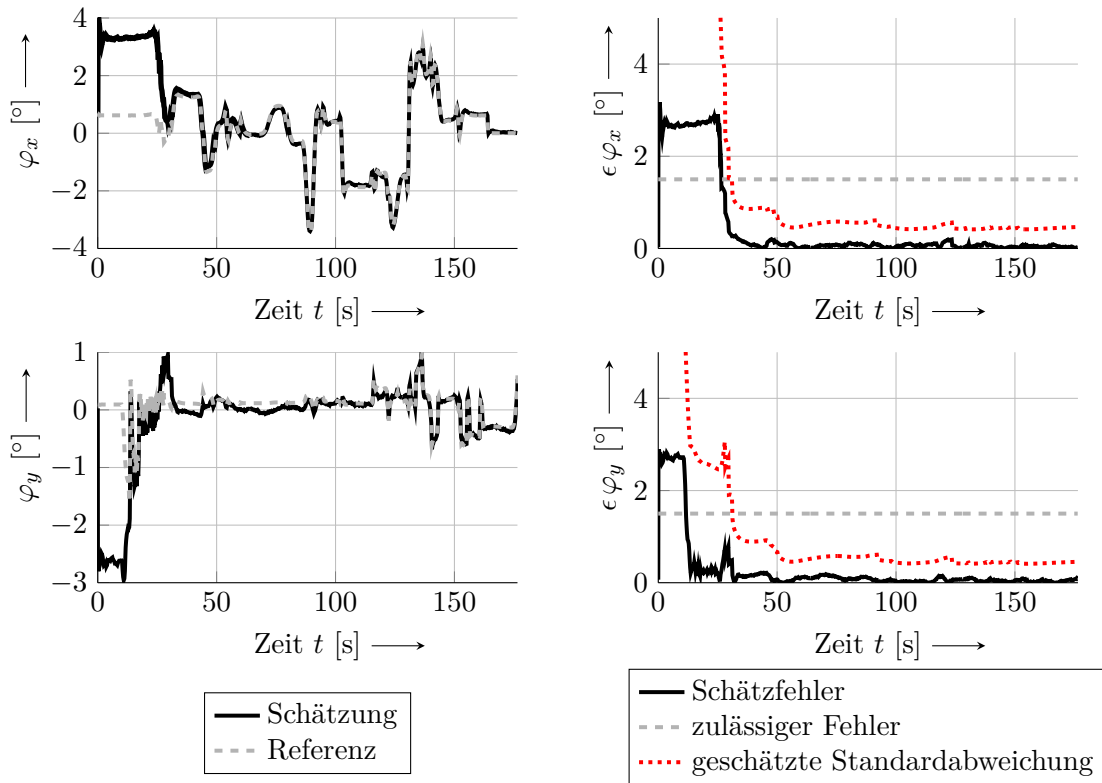 4
2
0
−2
−4
φx [°]
0 50 100 150
Zeit t [s]
4
2
0
ϵ φx [°]
0 50 100 150
Zeit t [s]
1
0
−1
−2
−3
φy [°]
0 50 100 150
Zeit t [s]
4
2
0
ϵ φy [°]
0 50 100 150
Zeit t [s]
Schätzung
Referenz
Schätzfehler
zulässiger Fehler
geschätzte Standardabweichung